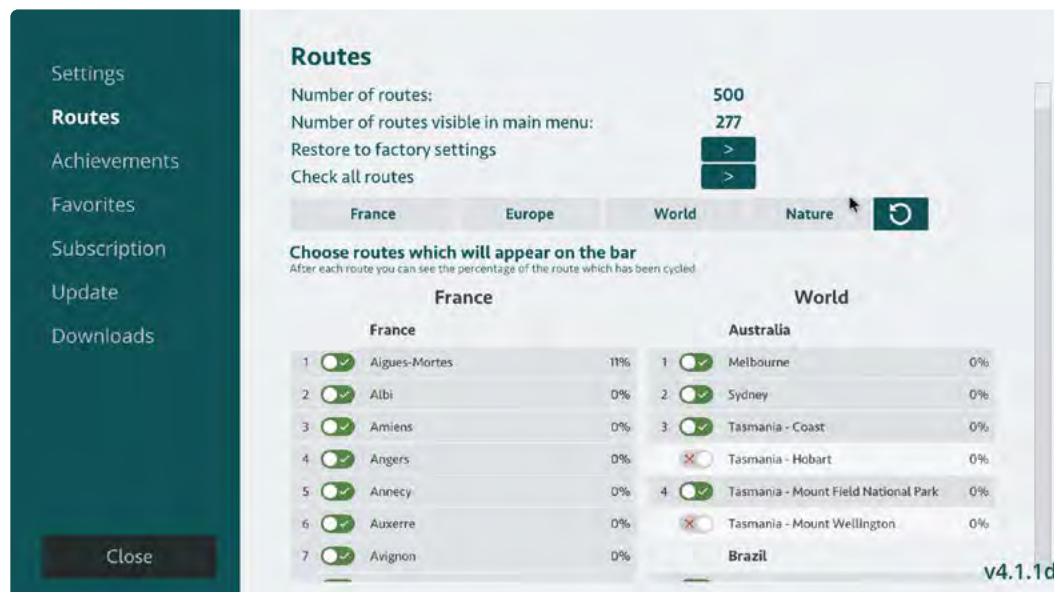 Settings
Routes
Achievements
Favorites
Subscription
Update
Downloads
Close
Routes
Number of routes: 500
Number of routes visible in main menu: 277
Restore to factory settings >
Check all routes >
France Europe World Nature
Choose routes which will appear on the bar
After each route you can see the percentage of the route which has been cycled
France
France
1 Aigues-Mortes 11%
2 Albi 0%
3 Amiens 0%
4 Angers 0%
5 Annecy 0%
6 Auxerre 0%
7 Avignon 0%
World
Australia
1 Melbourne 0%
2 Sydney 0%
3 Tasmania - Coast 0%
Tasmania - Hobart 0%
4 Tasmania - Mount Field National Park 0%
Tasmania - Mount Wellington 0%
Brazil
v4.1.1d